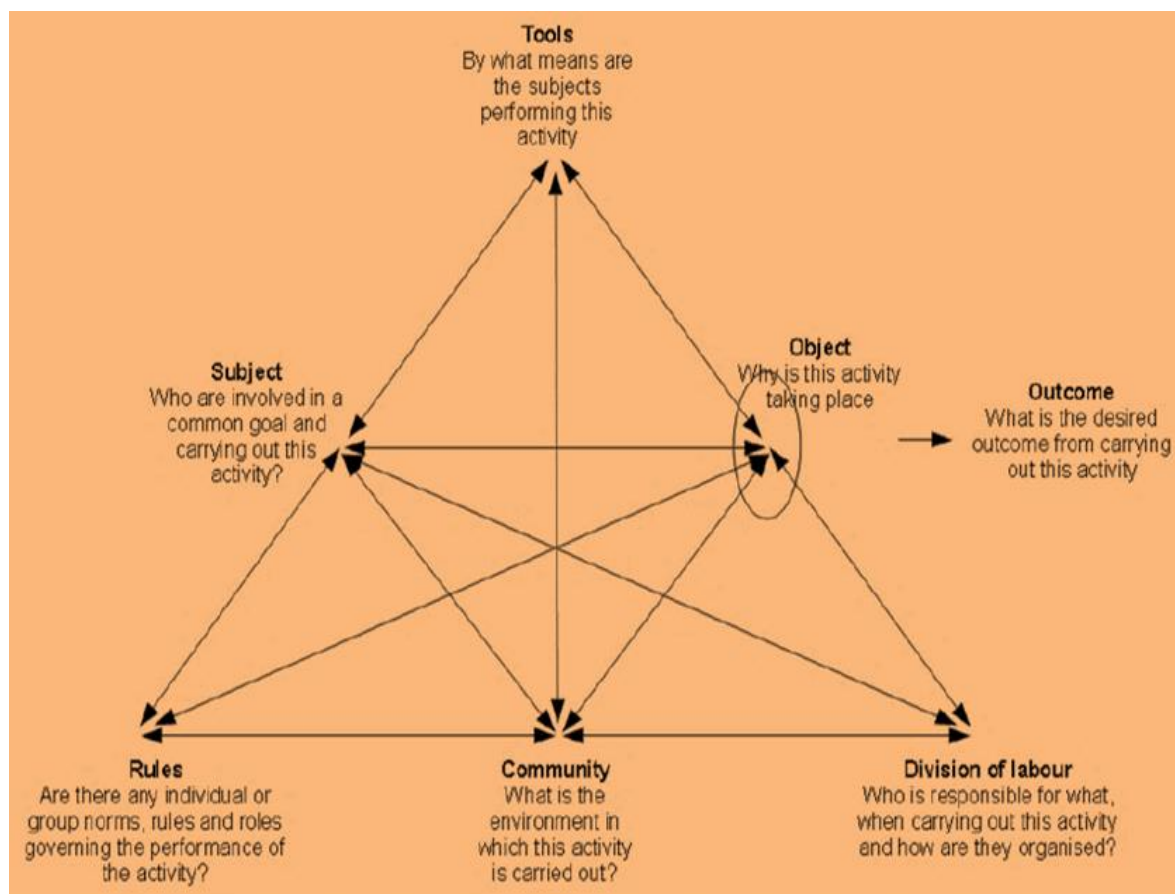 Tools
By what means are
the subjects
performing this
activity
Subject
Who are involved in a
common goal and
carrying out this
activity?
Object
Why is this activity
taking place
Outcome
What is the desired
outcome from carrying
out this activity
Rules
Are there any individual or
group norms, rules and roles
governing the performance of
the activity?
Community
What is the
environment in
which this activity
is carried out?
Division of labour
Who is responsible for what,
when carrying out this activity
and how are they organised?